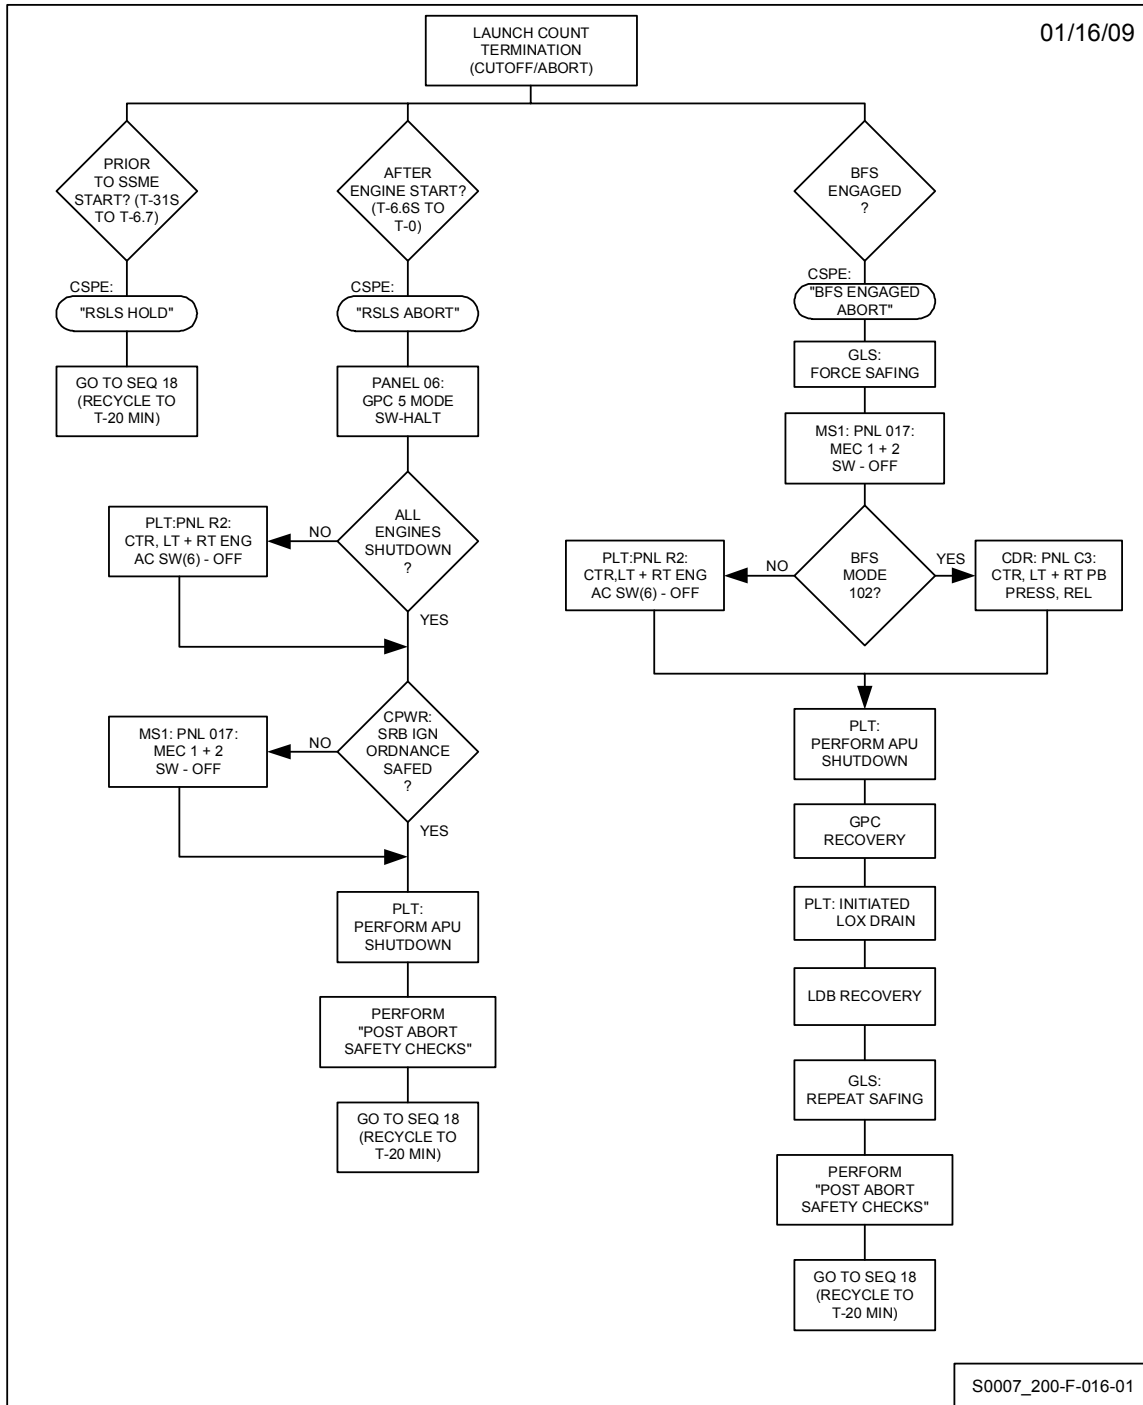 01/16/09
LAUNCH COUNT
TERMINATION
(CUTOFF/ABORT)
PRIOR
TO SSME
START? (T-31S
TO T-6.7)
CSPE:
"RSLS HOLD"
GO TO SEQ 18
(RECYCLE TO
T-20 MIN)
AFTER
ENGINE START?
(T-6.6S TO
T-0)
CSPE:
"RSLS ABORT"
PANEL 06:
GPC 5 MODE
SW-HALT
ALL
ENGINES
SHUTDOWN
?
NO
PLT:PNL R2:
CTR, LT + RT ENG
AC SW(6) - OFF
YES
CPWR:
SRB IGN
ORDNANCE
SAFED
?
NO
MS1: PNL 017:
MEC 1 + 2
SW - OFF
YES
PLT:
PERFORM APU
SHUTDOWN
PERFORM
"POST ABORT
SAFETY CHECKS"
GO TO SEQ 18
(RECYCLE TO
T-20 MIN)
BFS
ENGAGED
?
CSPE:
"BFS ENGAGED
ABORT"
GLS:
FORCE SAFING
MS1: PNL 017:
MEC 1 + 2
SW - OFF
BFS
MODE
102?
NO
PLT:PNL R2:
CTR,LT + RT ENG
AC SW(6) - OFF
YES
CDR: PNL C3:
CTR, LT + RT PB
PRESS, REL
PLT:
PERFORM APU
SHUTDOWN
GPC
RECOVERY
PLT: INITIATED
LOX DRAIN
LDB RECOVERY
GLS:
REPEAT SAFING
PERFORM
"POST ABORT
SAFETY CHECKS"
GO TO SEQ 18
(RECYCLE TO
T-20 MIN)
S0007_200-F-016-01